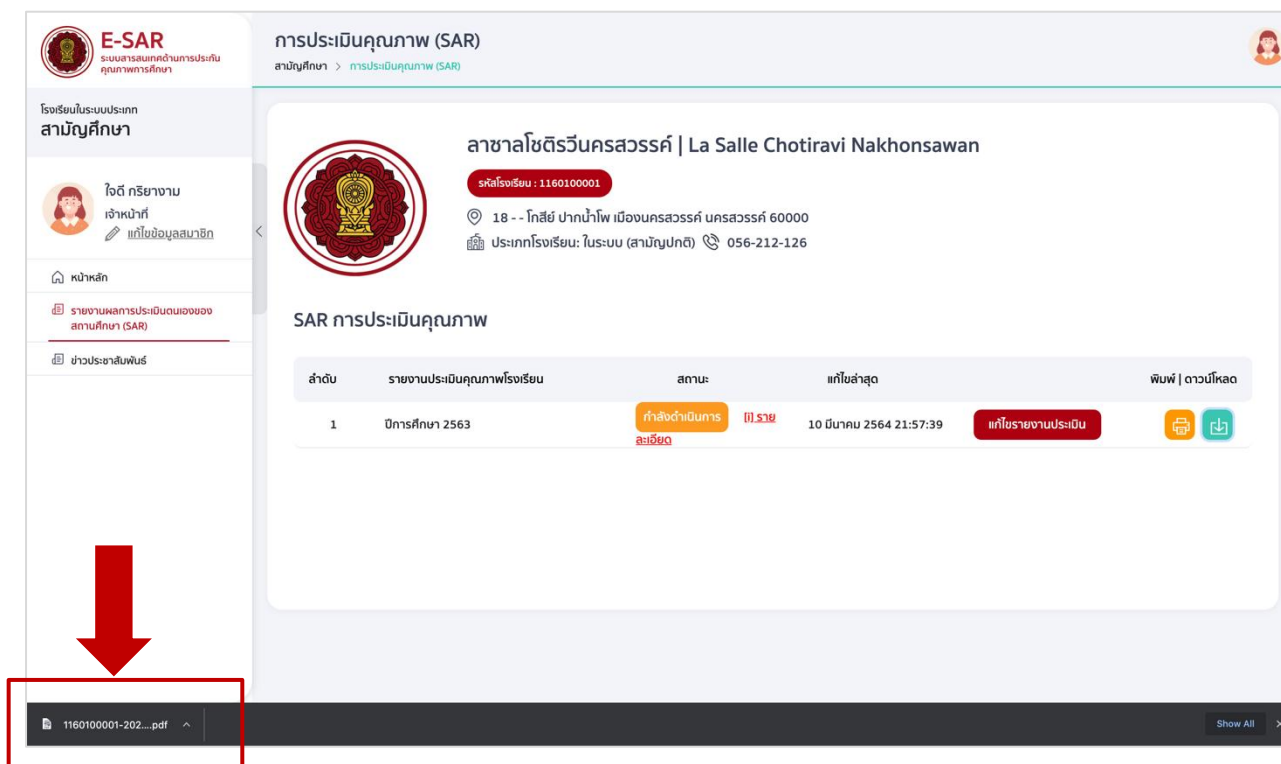 E-SAR
ระบบสารสนเทศด้านการประกัน
คุณภาพการศึกษา
การประเมินคุณภาพ (SAR)
สามัญศึกษา > การประเมินคุณภาพ (SAR)
โรงเรียนในระบบประเภท
สามัญศึกษา
ใจดี กริยางาม
เจ้าหน้าที่
แก้ไขข้อมูลสมาชิก
<
หน้าหลัก
รายงานผลการประเมินตนเองของ
สถานศึกษา (SAR)
ข่าวประชาสัมพันธ์
ลาซาลโชติรวีนครสวรรค์ | La Salle Chotiravi Nakhonsawan
รหัสโรงเรียน : 1160100001
18 - - โกสีย์ ปากน้ำโพ เมืองนครสวรรค์ นครสวรรค์ 60000
ประเภทโรงเรียน: ในระบบ (สามัญปกติ) 056-212-126
SAR การประเมินคุณภาพ
ลำดับ รายงานประเมินคุณภาพโรงเรียน สถานะ แก้ไขล่าสุด พิมพ์ | ดาวน์โหลด
1 ปีการศึกษา 2563 กำลังดำเนินการ [i] ราย 10 มีนาคม 2564 21:57:39 แก้ไขรายงานประเมิน
ละเอียด
1160100001-202....pdf
Show All